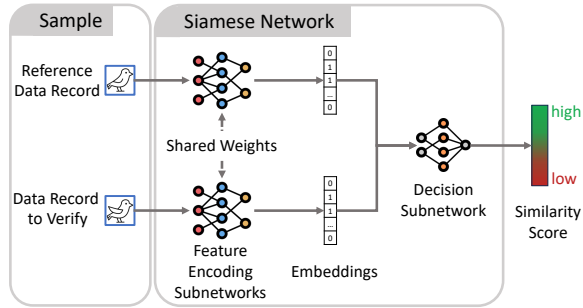 Sample
Siamese Network
Reference
Data Record
0
1
1
...
0
high
Shared Weights
low
Data Record
to Verify
0
1
1
...
0
Decision
Subnetwork
Similarity
Score
Feature
Encoding
Subnetworks
Embeddings